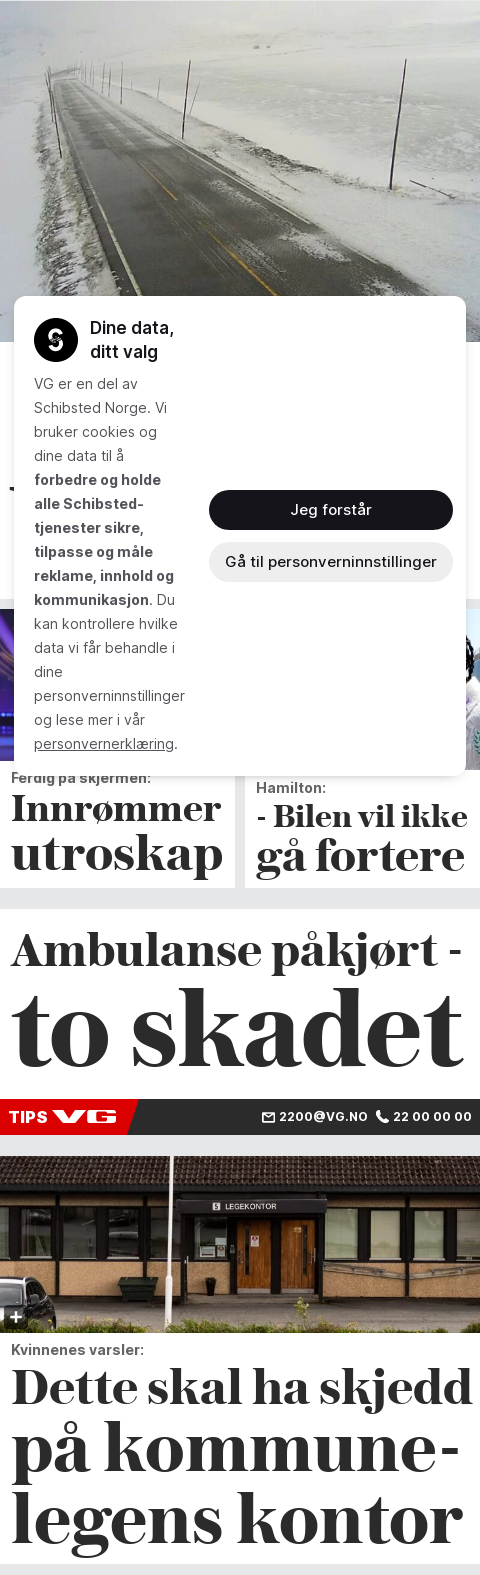 Dine data,
ditt valg
VG er en del av
Schibsted Norge. Vi
bruker cookies og
dine data til å
forbedre og holde
alle Schibsted-
tjenester sikre,
tilpasse og måle
reklame, innhold og
kommunikasjon. Du
kan kontrollere hvilke
data vi får behandle i
dine
personverninnstillinger
og lese mer i vår
personvernerklæring.
Jeg forstår
Gå til personverninnstillinger
Ferdig på skjermen:
Innrømmer
utroskap
Hamilton:
- Bilen vil ikke
gå fortere
Ambulanse påkjørt -
to skadet
TIPS VG
2200@VG.NO 22 00 00 00
LEGEKONTOR
Kvinnenes varsler:
Dette skal ha skjedd
på kommune-
legens kontor